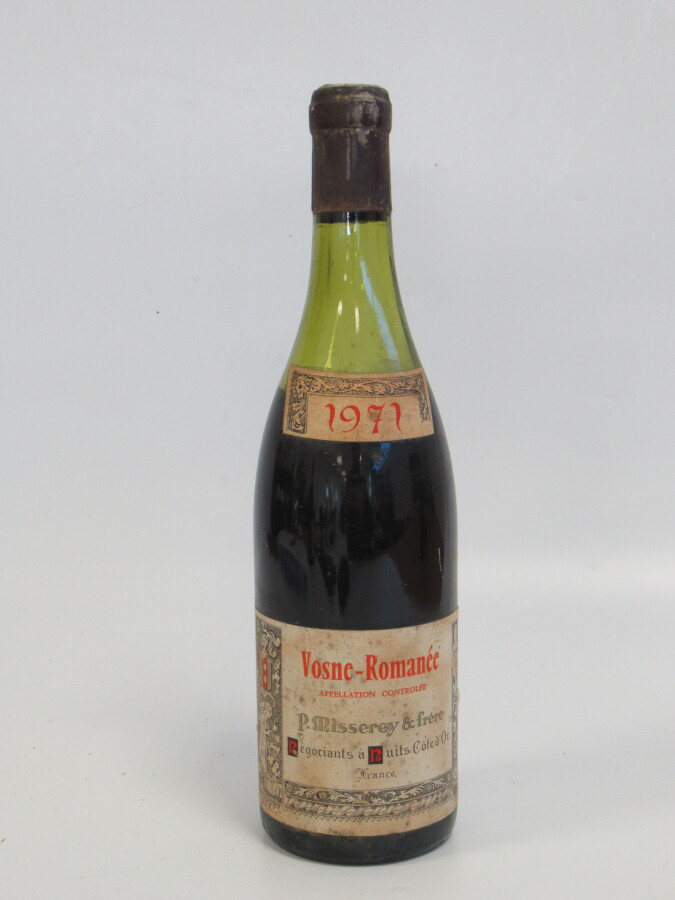 1971
Vosne-Romanée
APPELLATION CONTROLÉE
P. Misserey & frère
Négociants à Nuits Côte d'Or
France